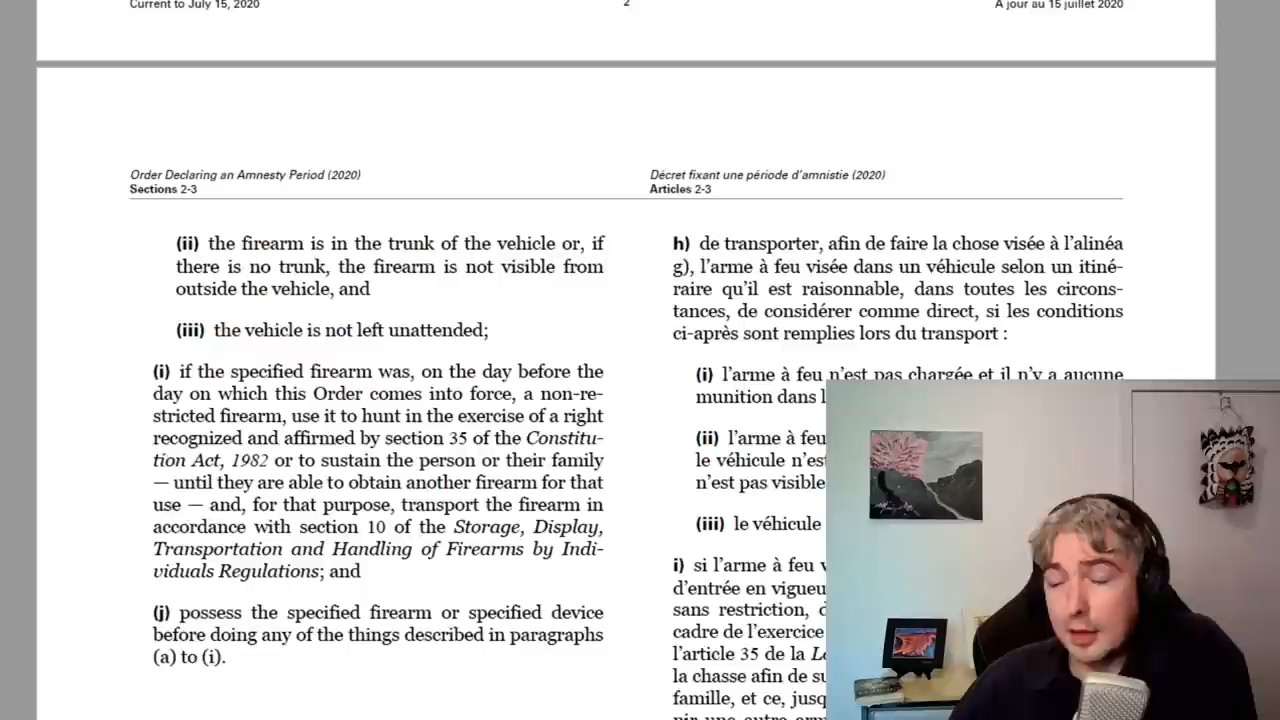 Current to July 15, 2020
2
À jour au 15 juillet 2020
Order Declaring an Amnesty Period (2020)
Sections 2-3
Décret fixant une période d'amnistie (2020)
Articles 2-3
(ii) the firearm is in the trunk of the vehicle or, if
there is no trunk, the firearm is not visible from
outside the vehicle, and
(iii) the vehicle is not left unattended;
(i) if the specified firearm was, on the day before the
day on which this Order comes into force, a non-re-
stricted firearm, use it to hunt in the exercise of a right
recognized and affirmed by section 35 of the Constitu-
tion Act, 1982 or to sustain the person or their family
— until they are able to obtain another firearm for that
use — and, for that purpose, transport the firearm in
accordance with section 10 of the Storage, Display,
Transportation and Handling of Firearms by Indi-
viduals Regulations; and
(j) possess the specified firearm or specified device
before doing any of the things described in paragraphs
(a) to (i).
h) de transporter, afin de faire la chose visée à l'alinéa
g), l'arme à feu visée dans un véhicule selon un itiné-
raire qu'il est raisonnable, dans toutes les circons-
tances, de considérer comme direct, si les conditions
ci-après sont remplies lors du transport :
(i) l'arme à feu n'est pas chargée et il n'y a aucune
munition dans l
(ii) l'arme à feu
le véhicule n'est
n'est pas visible
(iii) le véhicule
i) si l'arme à feu v
d'entrée en vigueu
sans restriction, d
cadre de l'exercice
l'article 35 de la Lo
la chasse afin de su
famille, et ce, jusq
nir une autre arm